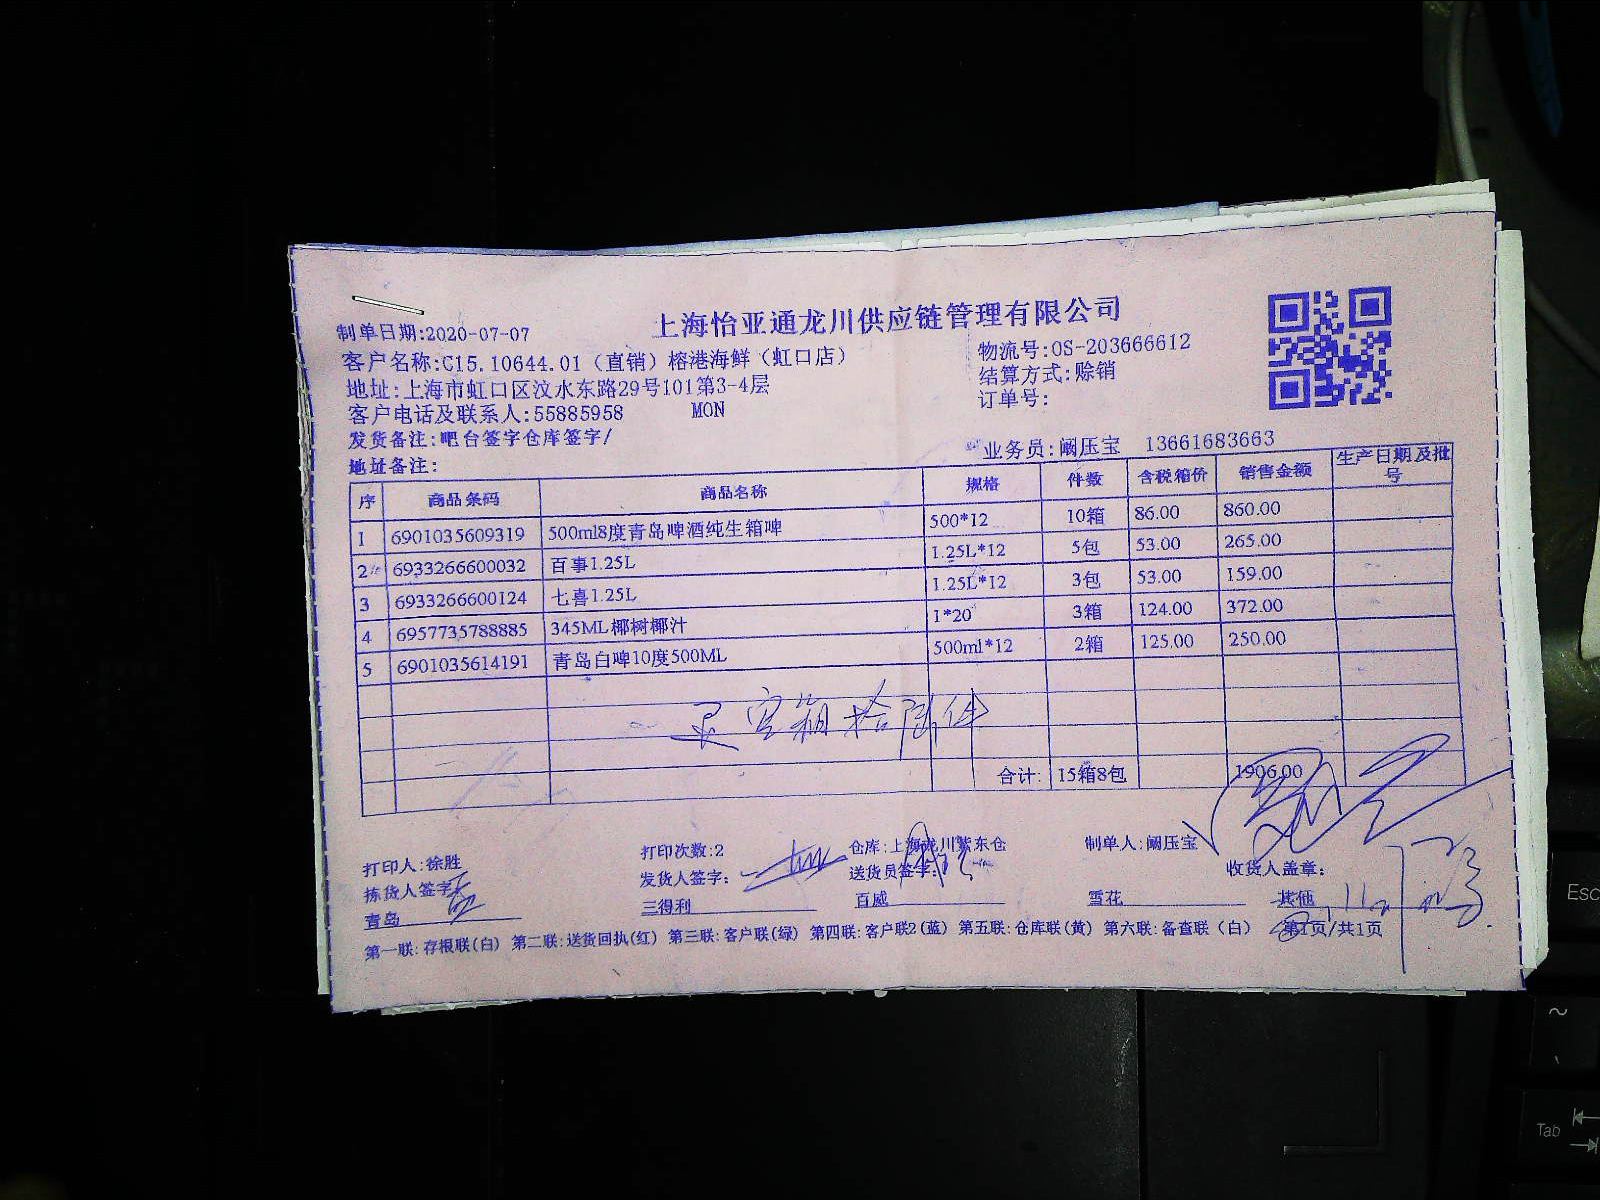 上海怡亚通龙川供应链管理有限公司
制单日期:2020-07-07
客户名称:C15.10644.01（直销）榕港海鲜（虹口店） 物流号:OS-203666612
地址:上海市虹口区汶水东路29号101第3-4层 结算方式:赊销
客户电话及联系人:55885958 MON 订单号:
发货备注:吧台签字仓库签字/ 业务员:阚压宝 13661683663
地址备注:
序 商品条码 商品名称 规格 件数 含税箱价 销售金额 生产日期及批号
1 6901035609319 500ml8度青岛啤酒纯生箱啤 500*12 10箱 86.00 860.00
2 6933266600032 百事1.25L 1.25L*12 5包 53.00 265.00
3 6933266600124 七喜1.25L 1.25L*12 3包 53.00 159.00
4 6957735788885 345ML椰树椰汁 1*20 3箱 124.00 372.00
5 6901035614191 青岛白啤10度500ML 500ml*12 2箱 125.00 250.00
空箱拾陆件
合计: 15箱8包 1906.00
打印人:徐胜 打印次数:2 仓库:上海龙川紫东仓 制单人:阚压宝
拣货人签字: 发货人签字: 送货员签字: 收货人盖章:
青岛 三得利 百威 雪花 其他
第一联:存根联(白) 第二联:送货回执(红) 第三联:客户联(绿) 第四联:客户联2(蓝) 第五联:仓库联(黄) 第六联:备查联（白） 第1页/共1页
Esc
~
Tab